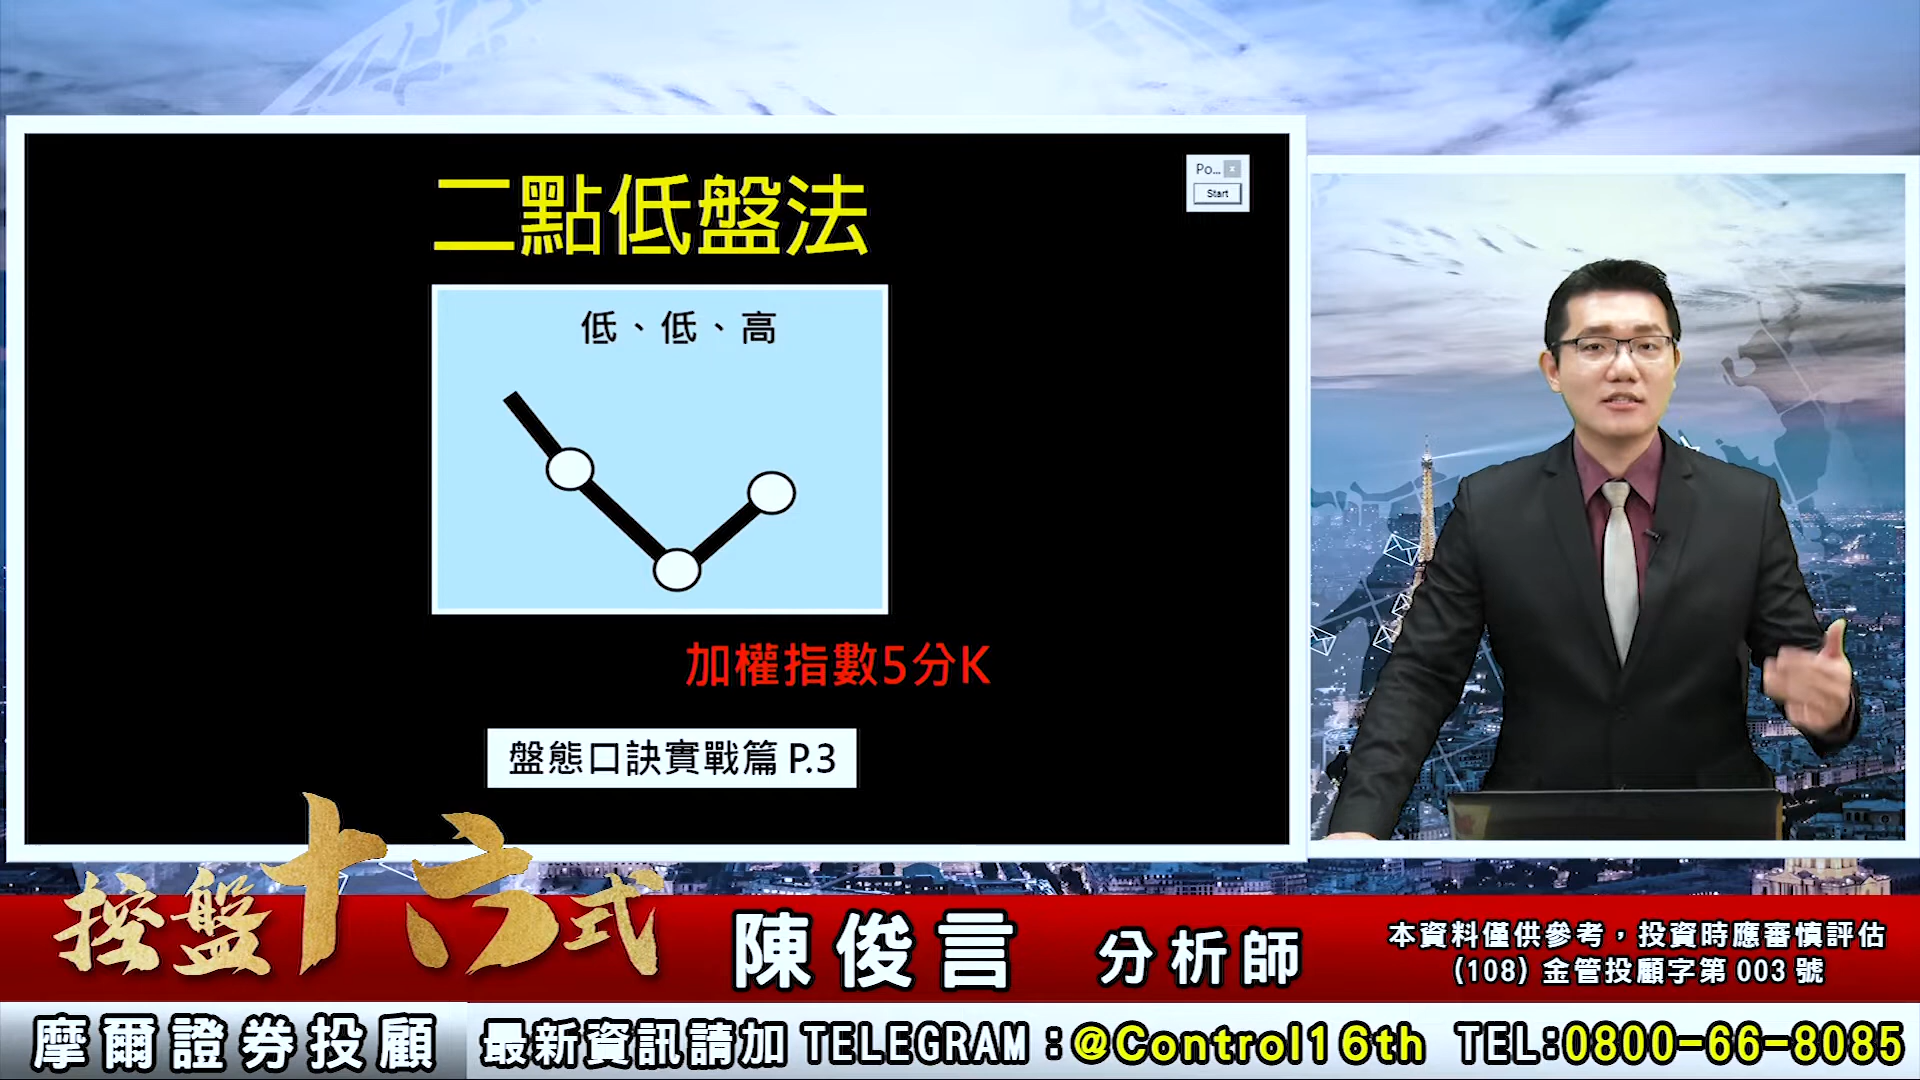 二點低盤法
Po... x
Start
低、低、高
加權指數5分K
盤態口訣實戰篇 P.3
控盤十六式
陳俊言 分析師
本資料僅供參考，投資時應審慎評估
(108) 金管投顧字第 003 號
摩爾證券投顧
最新資訊請加 TELEGRAM：@Control16th TEL:0800-66-8085